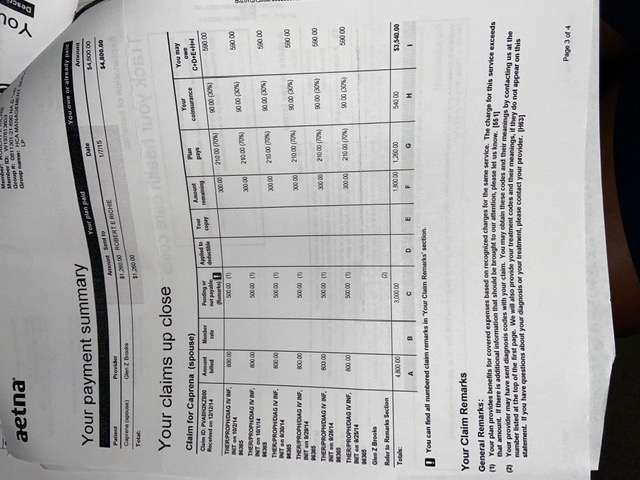 aetna
Member ID: W197613603
Group name: HCA MANAGEMENT
LP
YOU
Your payment summary
Your plan paid
You owe or already paid
Patient Provider Amount Sent to Date Amount
Caprena (spouse) Glen Z Brooks $1,260.00 ROBERT E RICHIE 1/7/15 $4,800.00
Total: $1,260.00 $4,800.00
Your claims up close
Claim for Caprena (spouse)
Claim ID: PVABH2KZB00
Received on 12/12/14
Amount billed
Member rate
Pending or not payable (Remarks)
Applied to deductible
Your copay
Amount remaining
Plan pays
Your coinsurance
You may owe C+D+E+H=I
THER/PROPH/DIAG IV INF, 800.00 500.00 (1) 300.00 210.00 (70%) 90.00 (30%) 590.00
INIT on 10/2/14
96365
THER/PROPH/DIAG IV INF, 800.00 500.00 (1) 300.00 210.00 (70%) 90.00 (30%) 590.00
INIT on 10/1/14
96365
THER/PROPH/DIAG IV INF, 800.00 500.00 (1) 300.00 210.00 (70%) 90.00 (30%) 590.00
INIT on 9/30/14
96365
THER/PROPH/DIAG IV INF, 800.00 500.00 (1) 300.00 210.00 (70%) 90.00 (30%) 590.00
INIT on 9/29/14
96365
THER/PROPH/DIAG IV INF, 800.00 500.00 (1) 300.00 210.00 (70%) 90.00 (30%) 590.00
INIT on 9/26/14
96365
THER/PROPH/DIAG IV INF, 800.00 500.00 (1) 300.00 210.00 (70%) 90.00 (30%) 590.00
INIT on 9/25/14
96365
Glen Z Brooks
Refer to Remarks Section (2)
Totals: 4,800.00 3,000.00 1,800.00 1,260.00 540.00 $3,540.00
A B C D E F G H I
! You can find all numbered claim remarks in 'Your Claim Remarks' section.
Your Claim Remarks
General Remarks:
(1) Your plan provides benefits for covered expenses based on recognized charges for the same service. The charge for this service exceeds
that amount. If there is additional information that should be brought to our attention, please let us know. [551]
(2) Your provider may have sent diagnosis codes with your claim. You may obtain these codes and their meanings by contacting us at the
number listed at the top of the first page. We will also provide your treatment codes and their meanings, if they do not appear on this
statement. If you have questions about your diagnosis or your treatment, please contact your provider. [H63]
Page 3 of 4